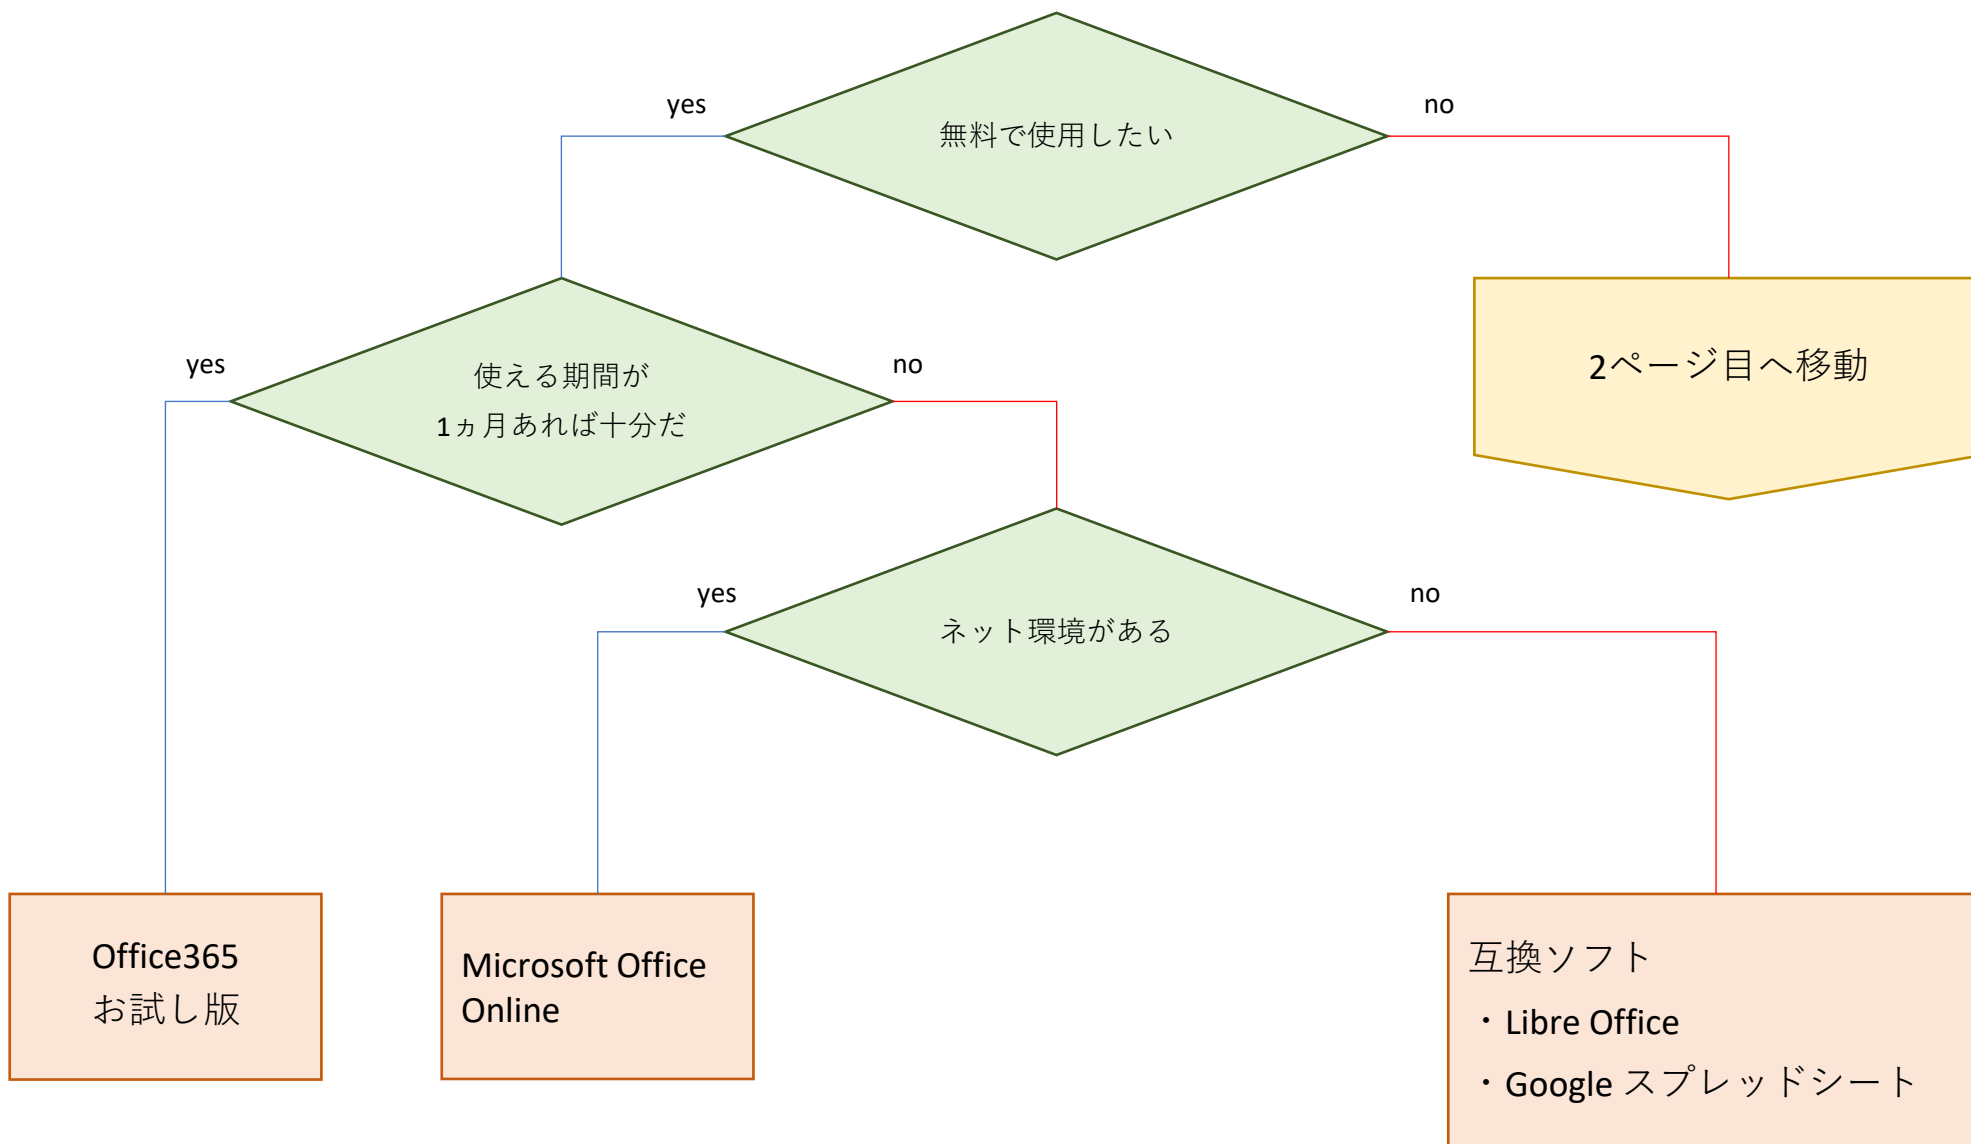 yes
無料で使用したい
no
2ページ目へ移動
yes
使える期間が
1ヵ月あれば十分だ
no
yes
ネット環境がある
no
Office365
お試し版
Microsoft Office
Online
互換ソフト
・Libre Office
・Google スプレッドシート